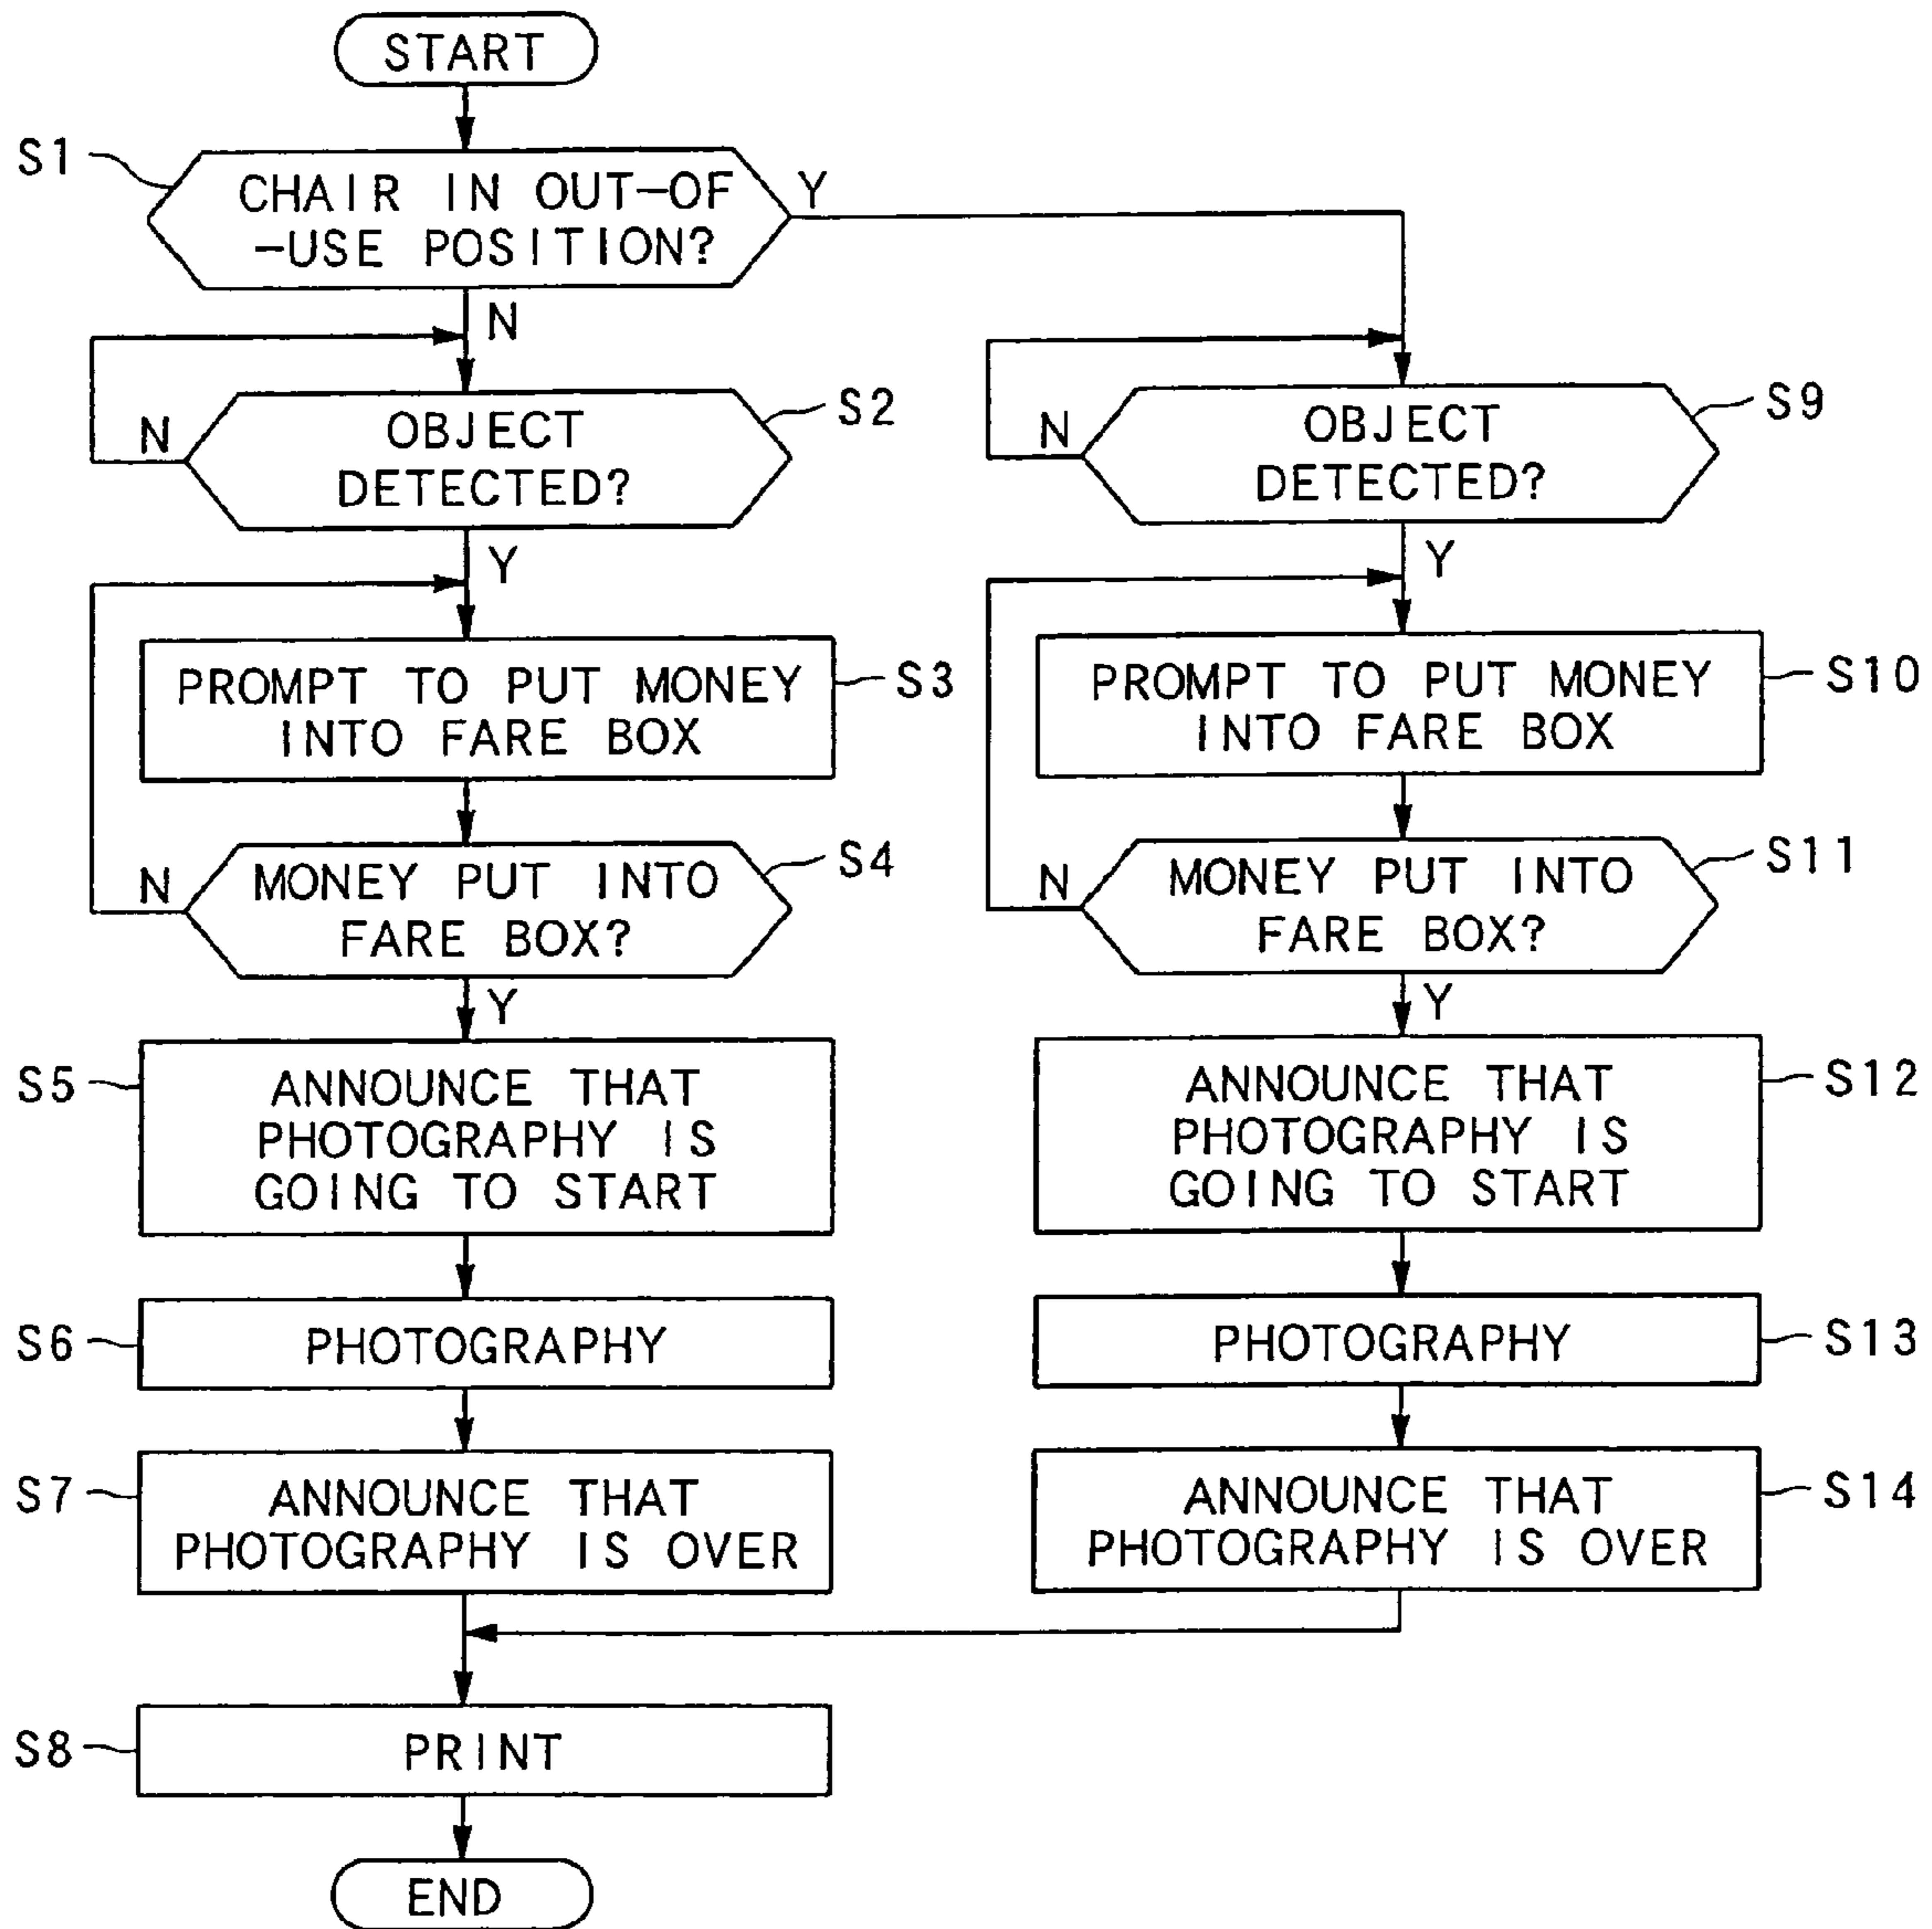 START
S1
CHAIR IN OUT-OF
-USE POSITION?
Y
N
S2
OBJECT
DETECTED?
N
Y
S3
PROMPT TO PUT MONEY
INTO FARE BOX
S4
MONEY PUT INTO
FARE BOX?
N
Y
S5
ANNOUNCE THAT
PHOTOGRAPHY IS
GOING TO START
S6
PHOTOGRAPHY
S7
ANNOUNCE THAT
PHOTOGRAPHY IS OVER
S8
PRINT
END
S9
OBJECT
DETECTED?
N
Y
S10
PROMPT TO PUT MONEY
INTO FARE BOX
S11
MONEY PUT INTO
FARE BOX?
N
Y
S12
ANNOUNCE THAT
PHOTOGRAPHY IS
GOING TO START
S13
PHOTOGRAPHY
S14
ANNOUNCE THAT
PHOTOGRAPHY IS OVER